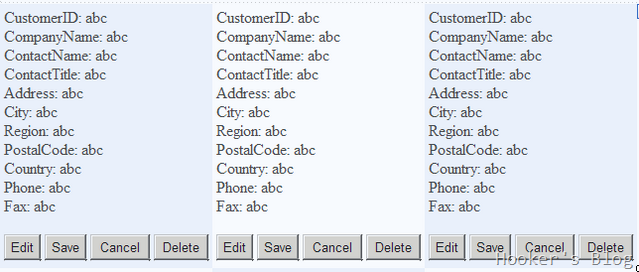 CustomerID: abc CustomerID: abc CustomerID: abc
CompanyName: abc CompanyName: abc CompanyName: abc
ContactName: abc ContactName: abc ContactName: abc
ContactTitle: abc ContactTitle: abc ContactTitle: abc
Address: abc Address: abc Address: abc
City: abc City: abc City: abc
Region: abc Region: abc Region: abc
PostalCode: abc PostalCode: abc PostalCode: abc
Country: abc Country: abc Country: abc
Phone: abc Phone: abc Phone: abc
Fax: abc Fax: abc Fax: abc
Edit Save Cancel Delete Edit Save Cancel Delete Edit Save Cancel Delete
Hooker's Blog